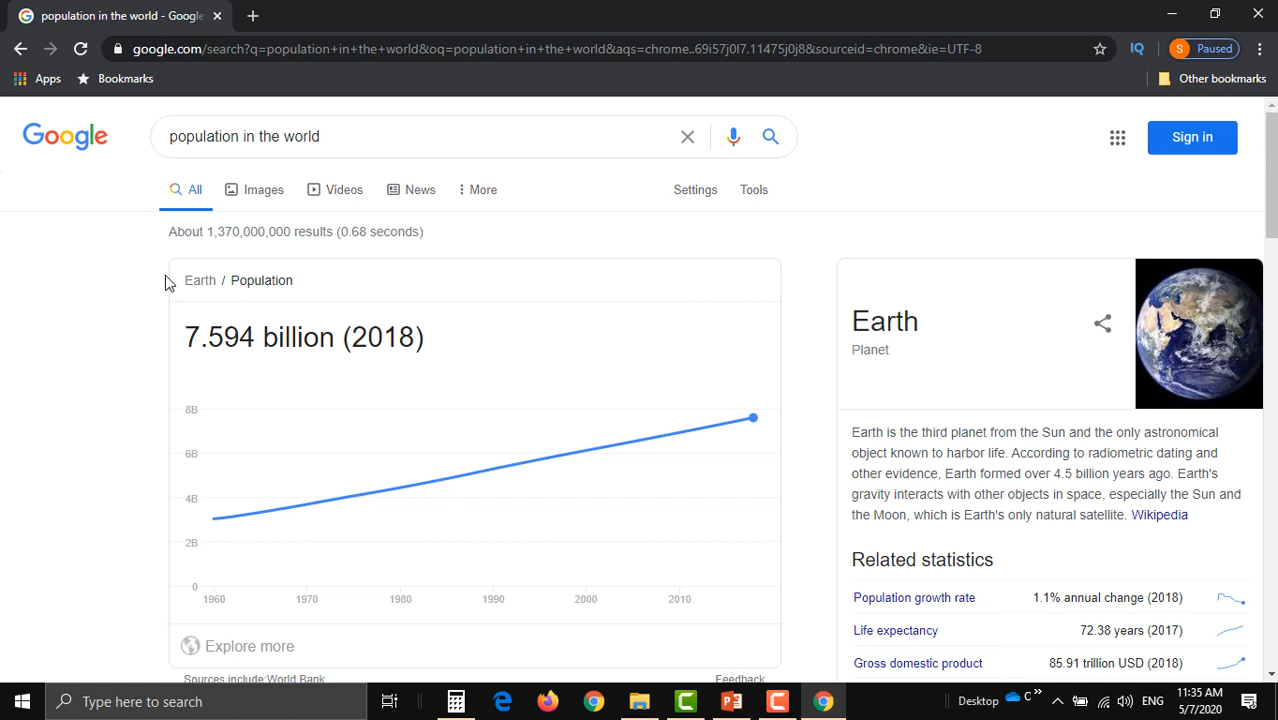 population in the world - Google
google.com/search?q=population+in+the+world&oq=population+in+the+world&aqs=chrome..69i57j0l7.11475j0j8&sourceid=chrome&ie=UTF-8
IQ
S Paused
Apps
Bookmarks
Other bookmarks
Google
population in the world
Sign in
All
Images
Videos
News
More
Settings
Tools
About 1,370,000,000 results (0.68 seconds)
Earth / Population
7.594 billion (2018)
8B
6B
4B
2B
0
1960
1970
1980
1990
2000
2010
Explore more
Sources include: World Bank
Feedback
Earth
Planet
Earth is the third planet from the Sun and the only astronomical
object known to harbor life. According to radiometric dating and
other evidence, Earth formed over 4.5 billion years ago. Earth's
gravity interacts with other objects in space, especially the Sun and
the Moon, which is Earth's only natural satellite. Wikipedia
Related statistics
Population growth rate 1.1% annual change (2018)
Life expectancy 72.38 years (2017)
Gross domestic product 85.91 trillion USD (2018)
Type here to search
Desktop
C
ENG
11:35 AM
5/7/2020